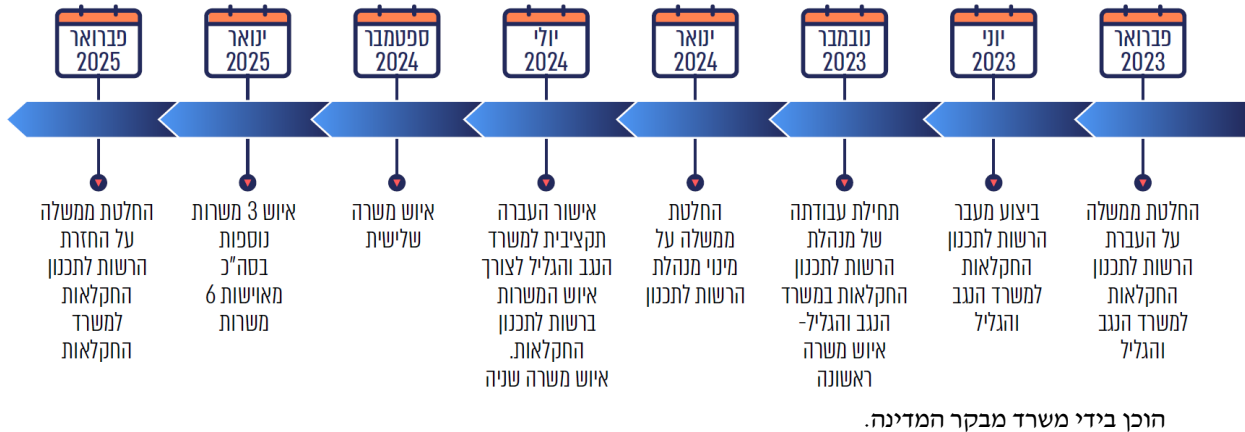 פברואר
2023
יוני
2023
נובמבר
2023
ינואר
2024
יולי
2024
ספטמבר
2024
ינואר
2025
פברואר
2025
החלטת ממשלה
על העברת
הרשות לתכנון
החקלאות
למשרד הנגב
והגליל
ביצוע מעבר
הרשות לתכנון
החקלאות
למשרד הנגב
והגליל
תחילת עבודתה
של מנהלת
הרשות לתכנון
החקלאות במשרד
הנגב והגליל-
איוש משרה
ראשונה
החלטת
ממשלה על
מינוי מנהלת
הרשות לתכנון
אישור העברה
תקציבית למשרד
הנגב והגליל לצורך
איוש המשרות
ברשות לתכנון
החקלאות.
איוש משרה שניה
איוש משרה
שלישית
איוש 3 משרות
נוספות
בסה"כ
מאוישות 6
משרות
החלטת ממשלה
על החזרת
הרשות לתכנון
החקלאות
למשרד
החקלאות
הוכן בידי משרד מבקר המדינה.